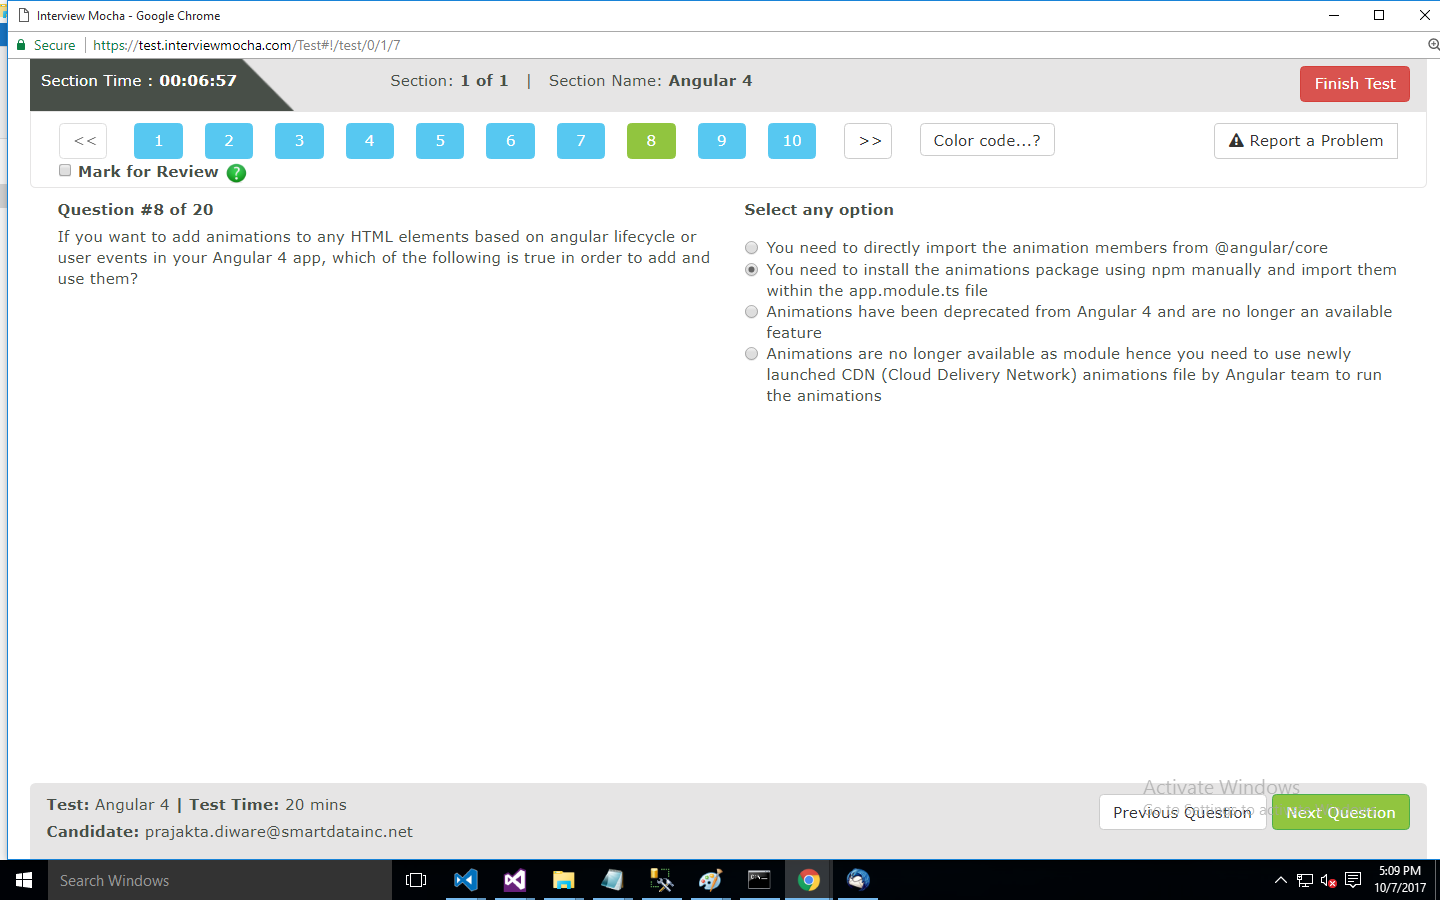 Interview Mocha - Google Chrome
Secure | https://test.interviewmocha.com/Test#!/test/0/1/7
Section Time : 00:06:57 Section: 1 of 1 | Section Name: Angular 4 Finish Test
<< 1 2 3 4 5 6 7 8 9 10 >> Color code...? Report a Problem
Mark for Review ?
Question #8 of 20
If you want to add animations to any HTML elements based on angular lifecycle or
user events in your Angular 4 app, which of the following is true in order to add and
use them?
Select any option
You need to directly import the animation members from @angular/core
You need to install the animations package using npm manually and import them
within the app.module.ts file
Animations have been deprecated from Angular 4 and are no longer an available
feature
Animations are no longer available as module hence you need to use newly
launched CDN (Cloud Delivery Network) animations file by Angular team to run
the animations
Activate Windows
Go to Settings to
Test: Angular 4 | Test Time: 20 mins
Candidate: prajakta.diware@smartdatainc.net
Previous Question Next Question
Search Windows
5:09 PM
10/7/2017